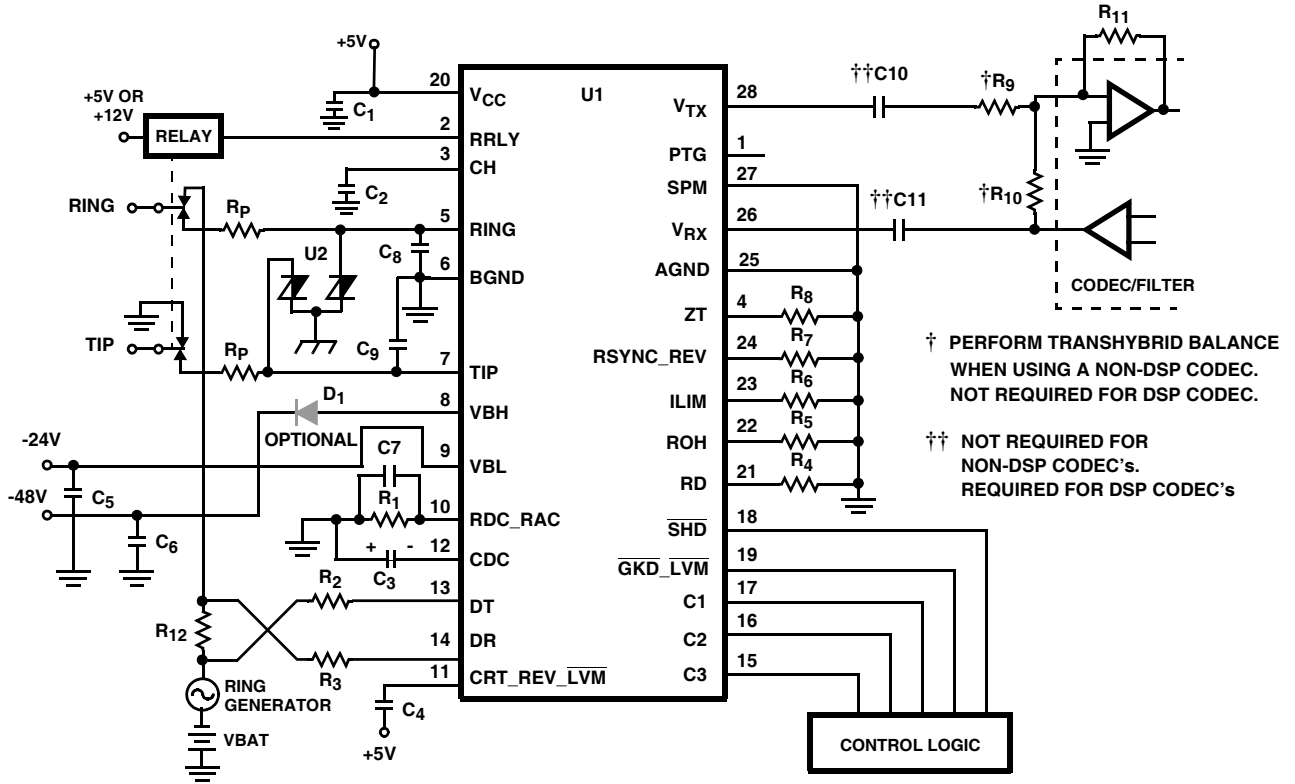 +5V
20
VCC
U1
C1
+5V OR
+12V
RELAY
2
RRLY
3
CH
C2
RING
RP
5
RING
U2
C8
6
BGND
C9
TIP
RP
7
TIP
D1
8
VBH
OPTIONAL
-24V
C7
9
VBL
-48V
C5
R1
10
RDC_RAC
C6
+ -
12
CDC
C3
R2
13
DT
R12
14
DR
R3
11
CRT_REV_LVM
RING
GENERATOR
C4
VBAT
+5V
28
VTX
††C10
†R9
R11
1
PTG
27
SPM
††C11
†R10
26
VRX
25
AGND
CODEC/FILTER
4
ZT
R8
24
RSYNC_REV
R7
23
ILIM
R6
22
ROH
R5
21
RD
R4
18
SHD
19
GKD_LVM
17
C1
16
C2
15
C3
CONTROL LOGIC
† PERFORM TRANSHYBRID BALANCE
WHEN USING A NON-DSP CODEC.
NOT REQUIRED FOR DSP CODEC.
†† NOT REQUIRED FOR
NON-DSP CODEC's.
REQUIRED FOR DSP CODEC's